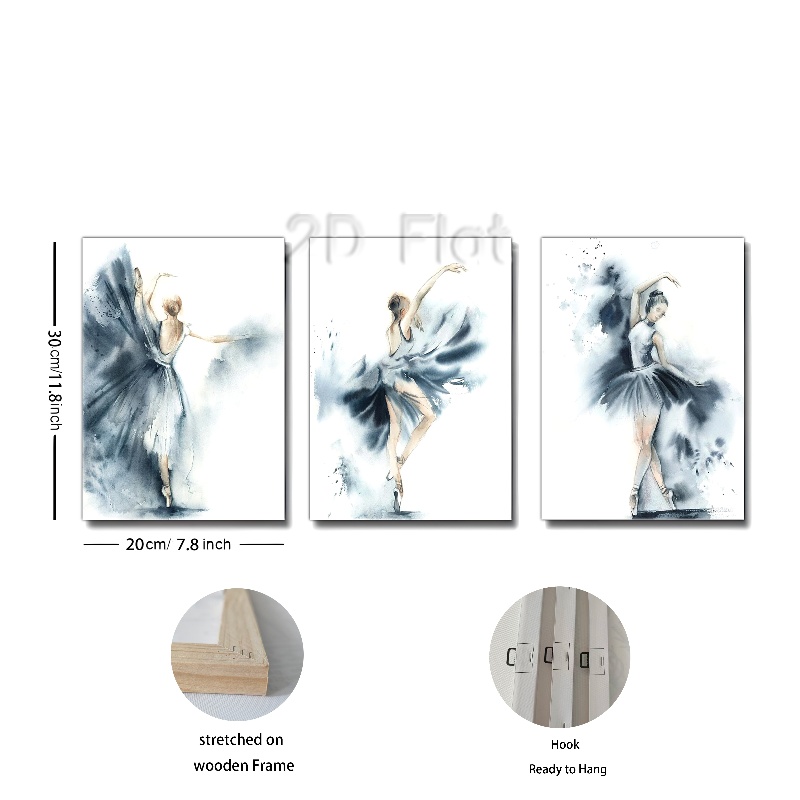 2D Flat
30cm/11.8inch
20cm/ 7.8 inch
stretched on
wooden Frame
Hook
Ready to Hang